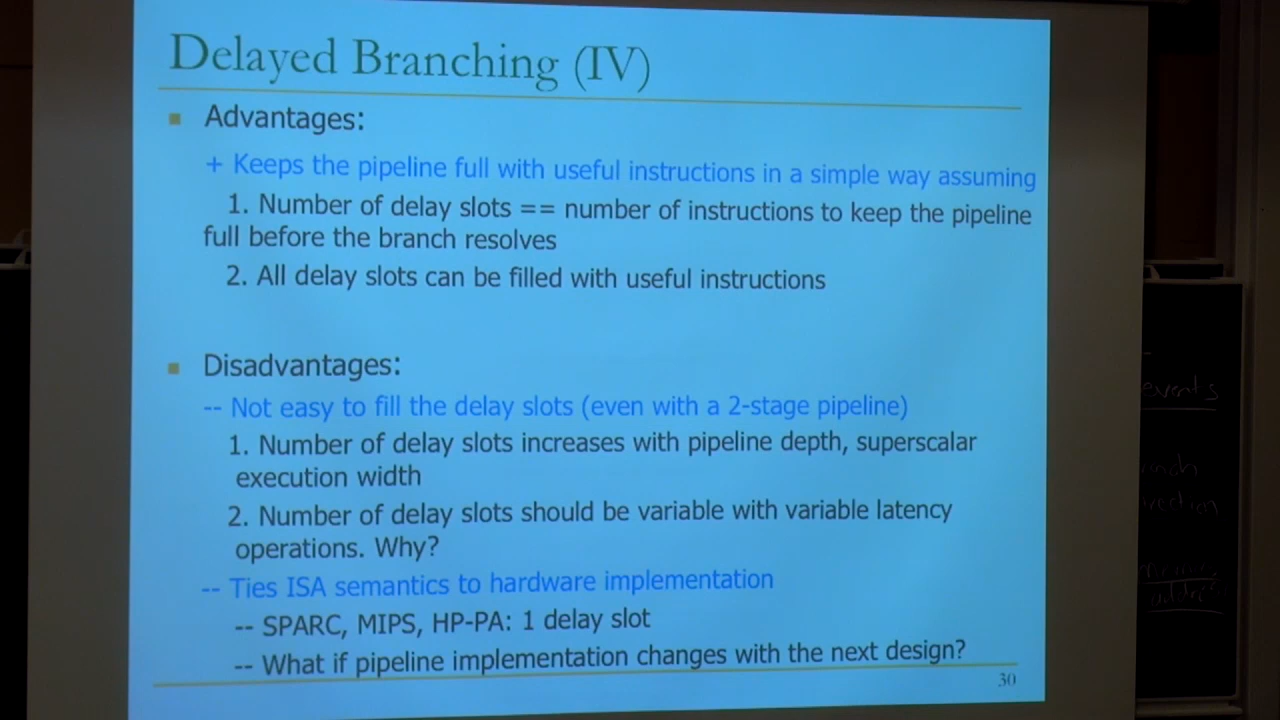 Delayed Branching (IV)
Advantages:
+ Keeps the pipeline full with useful instructions in a simple way assuming
1. Number of delay slots == number of instructions to keep the pipeline
full before the branch resolves
2. All delay slots can be filled with useful instructions
Disadvantages:
-- Not easy to fill the delay slots (even with a 2-stage pipeline)
1. Number of delay slots increases with pipeline depth, superscalar
execution width
2. Number of delay slots should be variable with variable latency
operations. Why?
-- Ties ISA semantics to hardware implementation
-- SPARC, MIPS, HP-PA: 1 delay slot
-- What if pipeline implementation changes with the next design?
30
events